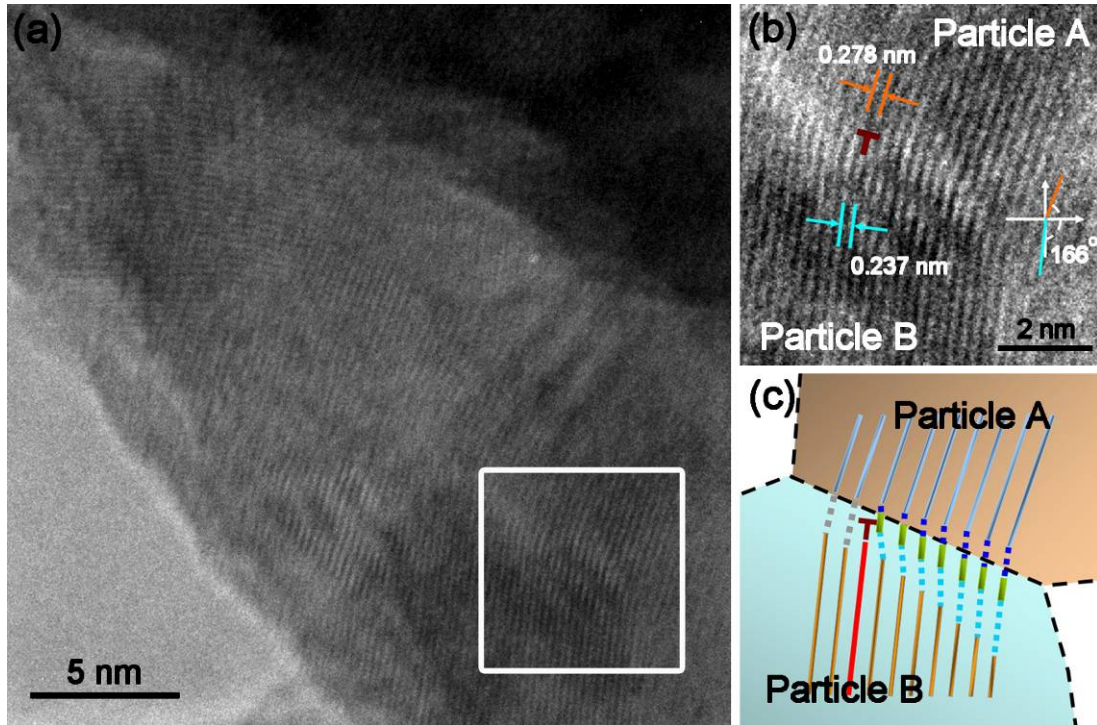 (a)
5 nm
(b)
Particle A
0.278 nm
0.237 nm
166°
Particle B
2 nm
(c)
Particle A
Particle B